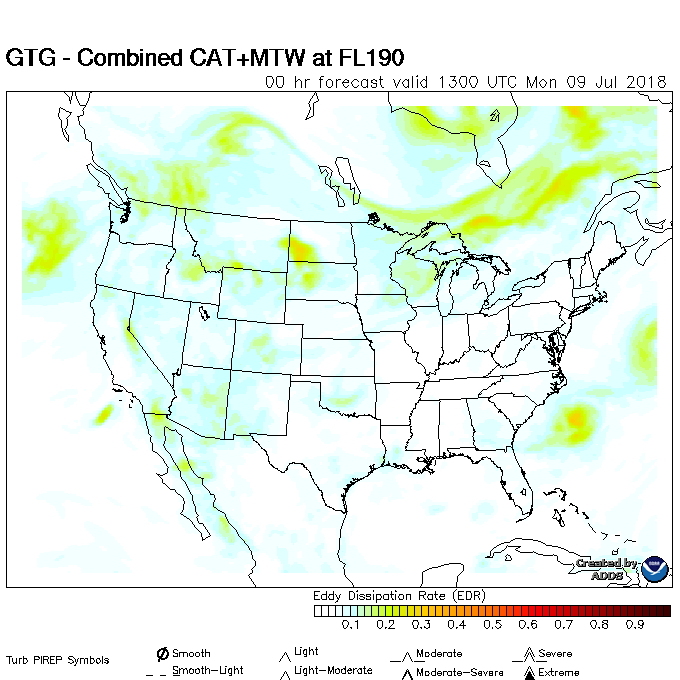 GTG - Combined CAT+MTW at FL190
00 hr forecast valid 1300 UTC Mon 09 Jul 2018
Created by
ADDS
Eddy Dissipation Rate (EDR)
0.1 0.2 0.3 0.4 0.5 0.6 0.7 0.8 0.9
Turb PIREP Symbols
Smooth Light Moderate Severe
Smooth-Light Light-Moderate Moderate-Severe Extreme